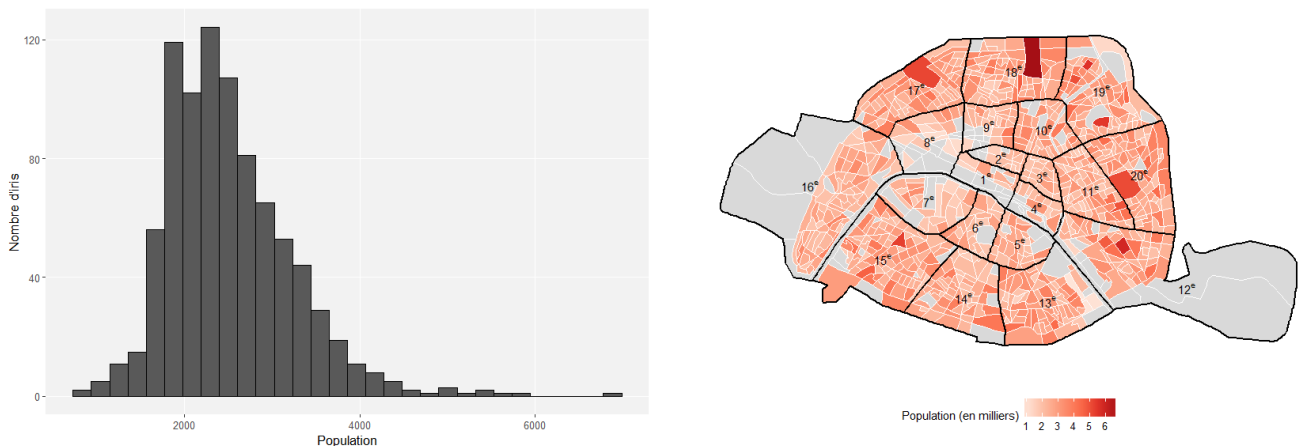 120
80
40
0
2000
4000
6000
Nombre d'iris
Population
18ᵉ
17ᵉ
19ᵉ
9ᵉ
10ᵉ
8ᵉ
2ᵉ
1ᵉ
3ᵉ
16ᵉ
11ᵉ
20ᵉ
7ᵉ
4ᵉ
6ᵉ
5ᵉ
15ᵉ
12ᵉ
14ᵉ
13ᵉ
Population (en milliers)
1 2 3 4 5 6